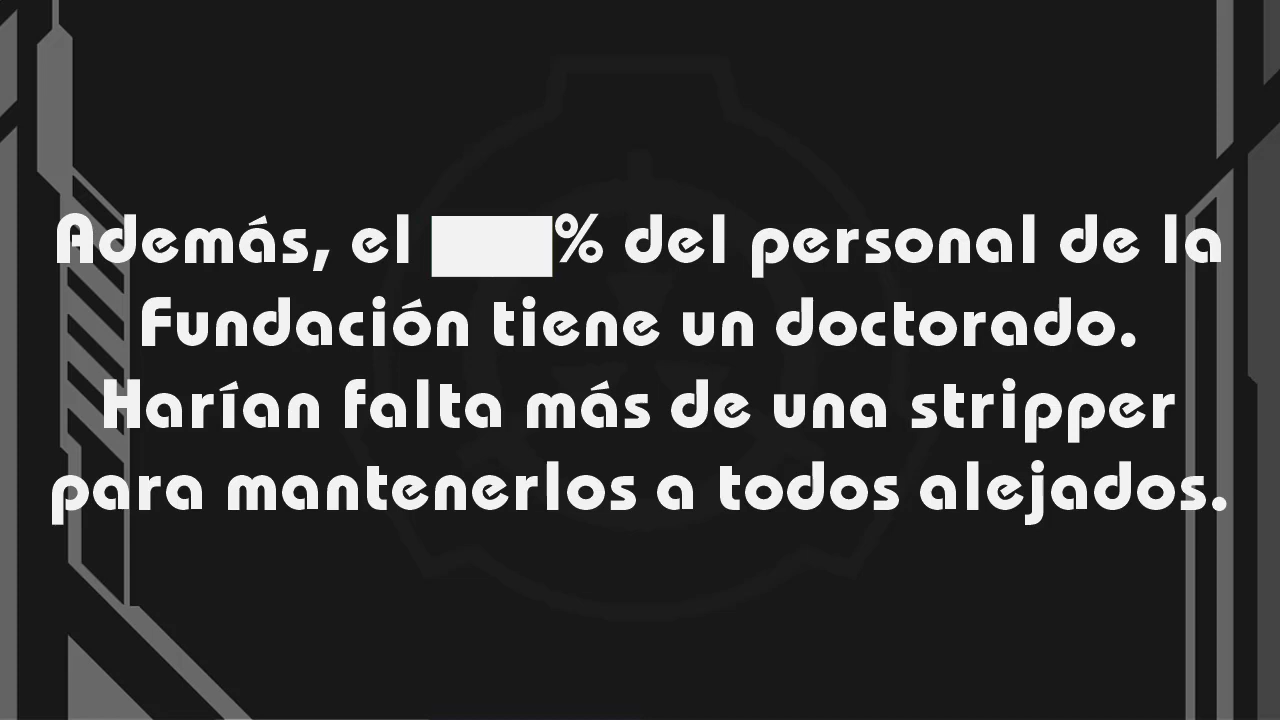 Además, el ███% del personal de la
Fundación tiene un doctorado.
Harían falta más de una stripper
para mantenerlos a todos alejados.